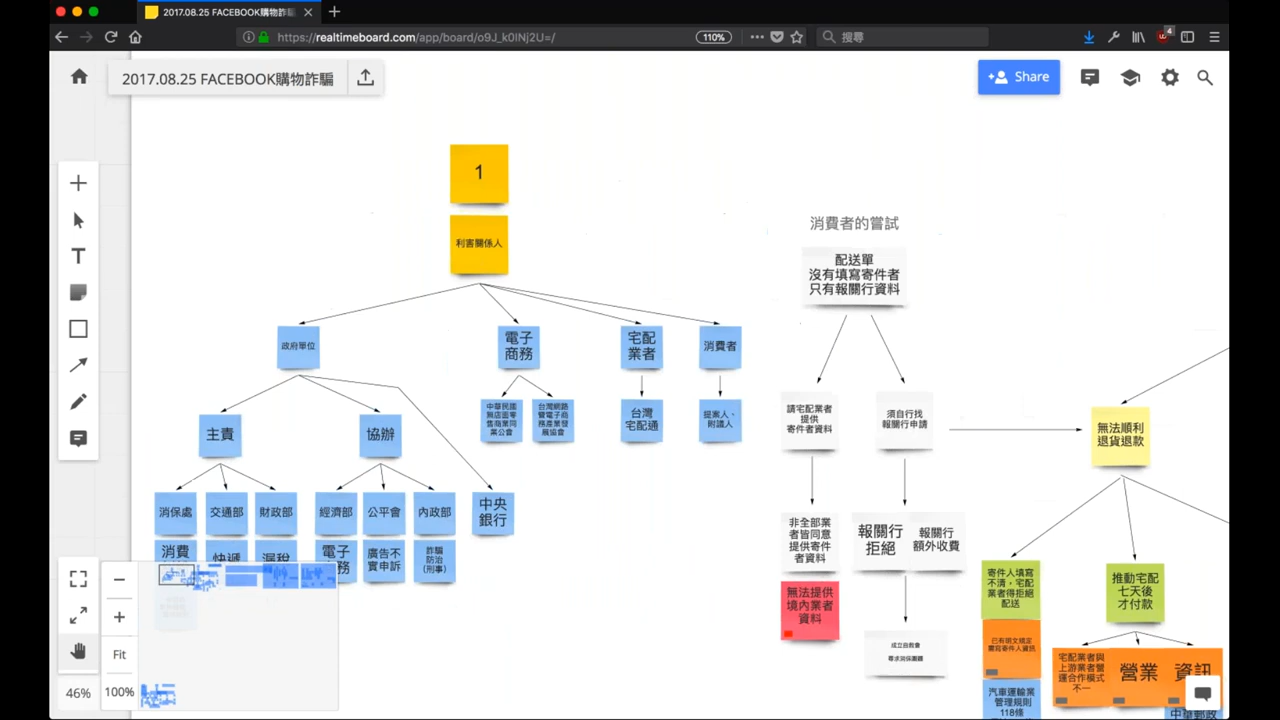 2017.08.25 FACEBOOK購物詐騙
https://realtimeboard.com/app/board/o9J_k0lNj2U=/
110%
搜尋
4
2017.08.25 FACEBOOK購物詐騙
Share
1
利害關係人
政府單位
電子
商務
宅配
業者
消費者
主責
協辦
中華民國
無店面零
售商業同
業公會
台灣網路
暨電子商
務產業發
展協會
台灣
宅配通
提案人、
附議人
消保處
交通部
財政部
經濟部
公平會
內政部
中央
銀行
消費
快遞
漏稅
電子
務
廣告不
實申訴
詐騙
防治
(刑事)
消費者的嘗試
配送單
沒有填寫寄件者
只有報關行資料
請宅配業者
提供
寄件者資料
須自行找
報關行申請
非全部業
者皆同意
提供寄件
者資料
報關行
拒絕
報關行
額外收費
無法提供
境內業者
資料
成立自救會
尋求消保團體
無法順利
退貨退款
寄件人填寫
不清，宅配
業者得拒絕
配送
推動宅配
七天後
才付款
已有明文規定
需寫寄件人資訊
宅配業者與
上游業者營
運合作模式
不一
營業
資訊
汽車運輸業
管理規則
118條
中華郵政
T
Fit
46%
100%